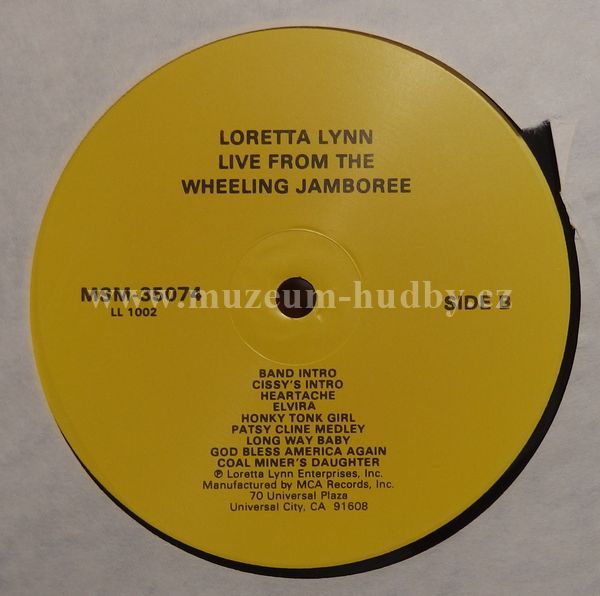 LORETTA LYNN
LIVE FROM THE
WHEELING JAMBOREE
MSM-35074
LL 1002
www.muzeum-hudby.cz
SIDE B
BAND INTRO
CISSY'S INTRO
HEARTACHE
ELVIRA
HONKY TONK GIRL
PATSY CLINE MEDLEY
LONG WAY BABY
GOD BLESS AMERICA AGAIN
COAL MINER'S DAUGHTER
℗ Loretta Lynn Enterprises, Inc.
Manufactured by MCA Records, Inc.
70 Universal Plaza
Universal City, CA 91608